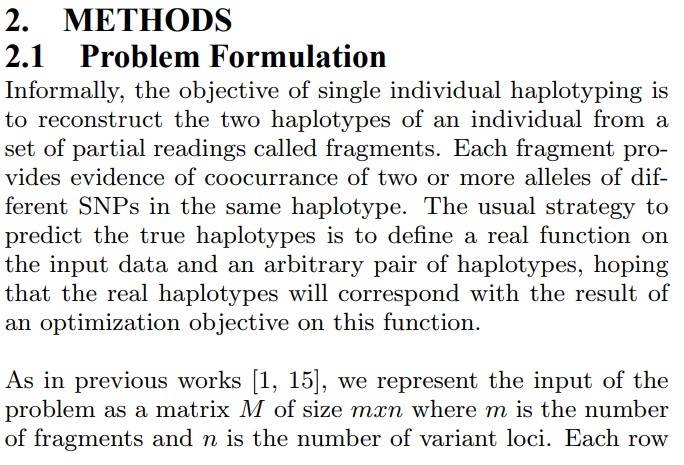 2. METHODS
2.1 Problem Formulation
Informally, the objective of single individual haplotyping is
to reconstruct the two haplotypes of an individual from a
set of partial readings called fragments. Each fragment pro-
vides evidence of coocurrance of two or more alleles of dif-
ferent SNPs in the same haplotype. The usual strategy to
predict the true haplotypes is to define a real function on
the input data and an arbitrary pair of haplotypes, hoping
that the real haplotypes will correspond with the result of
an optimization objective on this function.
As in previous works [1, 15], we represent the input of the
problem as a matrix M of size mxn where m is the number
of fragments and n is the number of variant loci. Each row